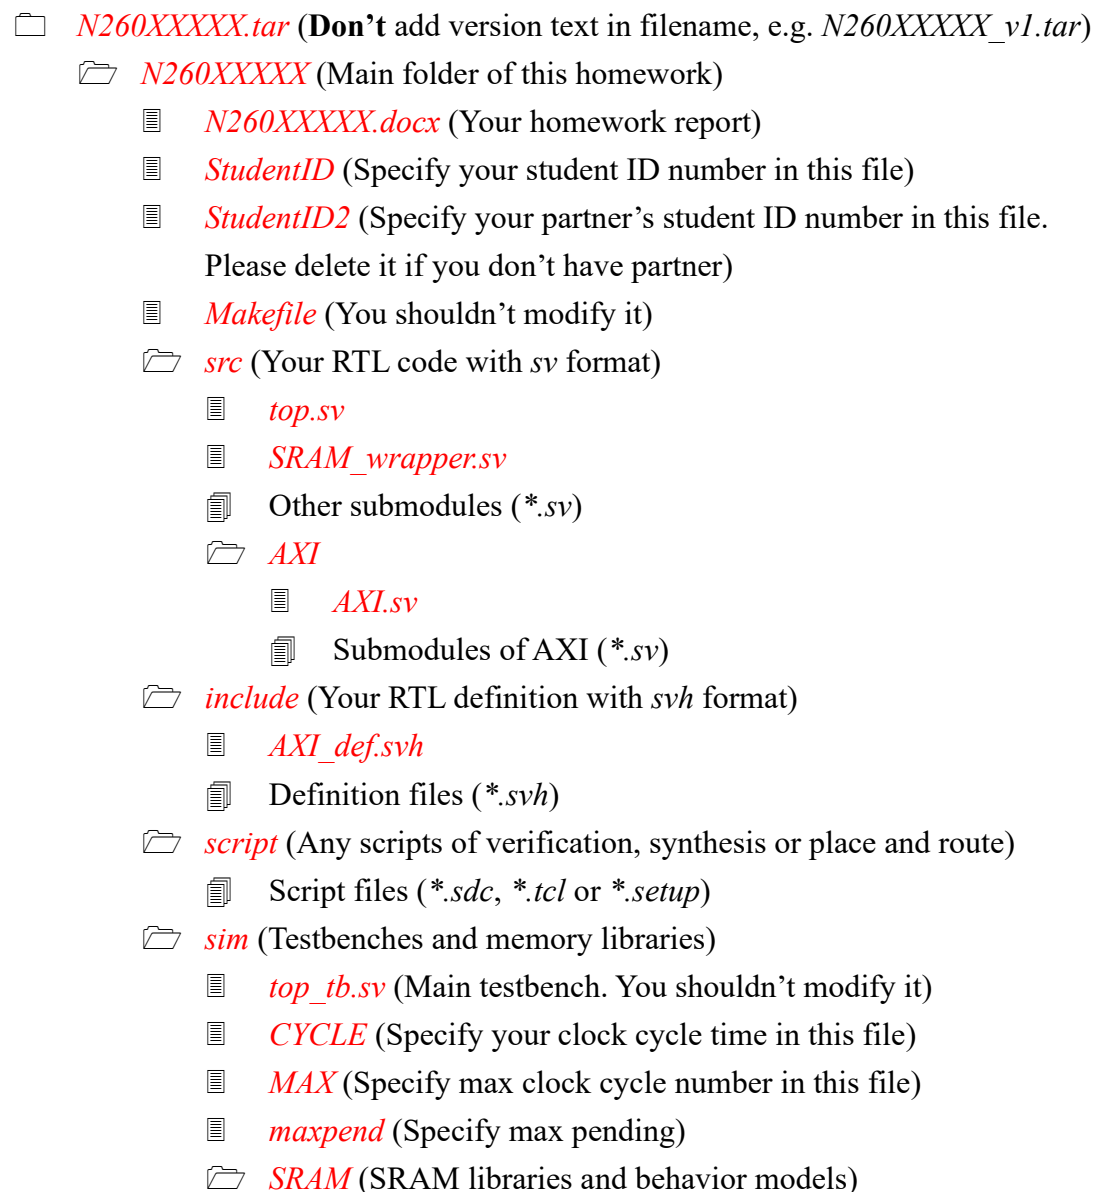 N260XXXXX.tar (Don't add version text in filename, e.g. N260XXXXX_v1.tar)
N260XXXXX (Main folder of this homework)
N260XXXXX.docx (Your homework report)
StudentID (Specify your student ID number in this file)
StudentID2 (Specify your partner's student ID number in this file.
Please delete it if you don't have partner)
Makefile (You shouldn't modify it)
src (Your RTL code with sv format)
top.sv
SRAM_wrapper.sv
Other submodules (*.sv)
AXI
AXI.sv
Submodules of AXI (*.sv)
include (Your RTL definition with svh format)
AXI_def.svh
Definition files (*.svh)
script (Any scripts of verification, synthesis or place and route)
Script files (*.sdc, *.tcl or *.setup)
sim (Testbenches and memory libraries)
top_tb.sv (Main testbench. You shouldn't modify it)
CYCLE (Specify your clock cycle time in this file)
MAX (Specify max clock cycle number in this file)
maxpend (Specify max pending)
SRAM (SRAM libraries and behavior models)